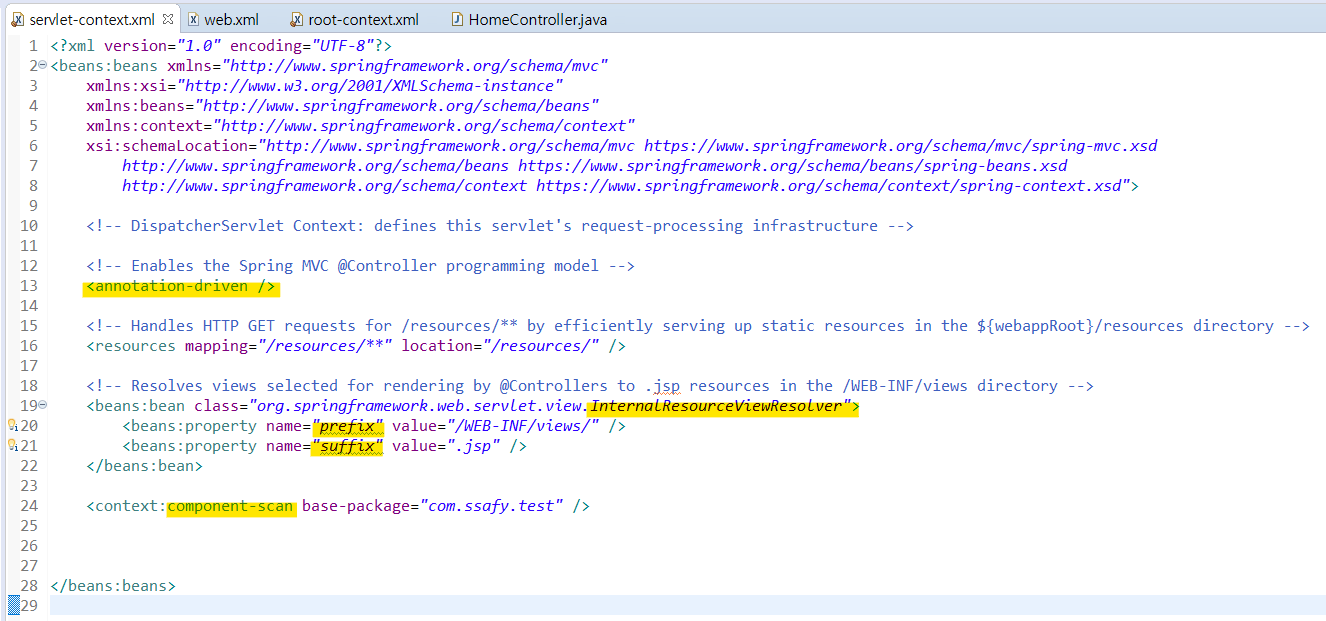 servlet-context.xml web.xml root-context.xml HomeController.java
1 <?xml version="1.0" encoding="UTF-8"?>
2 <beans:beans xmlns="http://www.springframework.org/schema/mvc"
3 xmlns:xsi="http://www.w3.org/2001/XMLSchema-instance"
4 xmlns:beans="http://www.springframework.org/schema/beans"
5 xmlns:context="http://www.springframework.org/schema/context"
6 xsi:schemaLocation="http://www.springframework.org/schema/mvc https://www.springframework.org/schema/mvc/spring-mvc.xsd
7 http://www.springframework.org/schema/beans https://www.springframework.org/schema/beans/spring-beans.xsd
8 http://www.springframework.org/schema/context https://www.springframework.org/schema/context/spring-context.xsd">
9
10 <!-- DispatcherServlet Context: defines this servlet's request-processing infrastructure -->
11
12 <!-- Enables the Spring MVC @Controller programming model -->
13 <annotation-driven />
14
15 <!-- Handles HTTP GET requests for /resources/** by efficiently serving up static resources in the ${webappRoot}/resources directory -->
16 <resources mapping="/resources/**" location="/resources/" />
17
18 <!-- Resolves views selected for rendering by @Controllers to .jsp resources in the /WEB-INF/views directory -->
19 <beans:bean class="org.springframework.web.servlet.view.InternalResourceViewResolver">
20 <beans:property name="prefix" value="/WEB-INF/views/" />
21 <beans:property name="suffix" value=".jsp" />
22 </beans:bean>
23
24 <context:component-scan base-package="com.ssafy.test" />
25
26
27
28 </beans:beans>
29